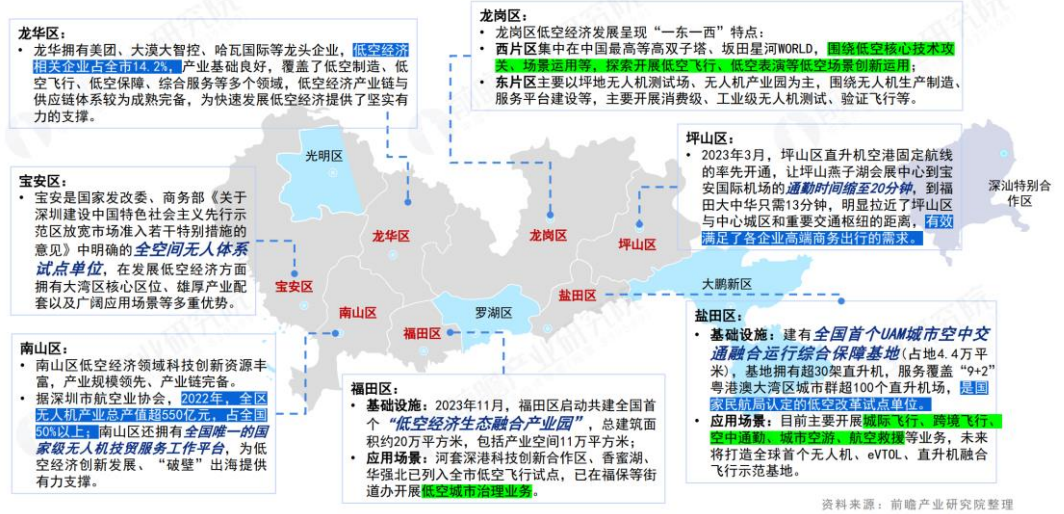 龙华区：
• 龙华拥有美团、大漠大智控、哈瓦国际等龙头企业，低空经济
相关企业占全市14.2%，产业基础良好，覆盖了低空制造、低
空飞行、低空保障、综合服务等多个领域，低空经济产业链与
供应链体系较为成熟完备，为快速发展低空经济提供了坚实有
力的支撑。
龙岗区：
• 龙岗区低空经济发展呈现“一东一西”特点：
• 西片区集中在中国最高等高双子塔、坂田星河WORLD，围绕低空核心技术攻
关、场景运用等，探索开展低空飞行、低空表演等低空场景创新运用；
• 东片区主要以坪地无人机测试场、无人机产业园为主，围绕无人机生产制造、
服务平台建设等，主要开展消费级、工业级无人机测试、验证飞行等。
坪山区：
• 2023年3月，坪山区直升机空港固定航线
的率先开通，让坪山燕子湖会展中心到宝
安国际机场的通勤时间缩至20分钟，到福
田大中华只需13分钟，明显拉近了坪山区
与中心城区和重要交通枢纽的距离，有效
满足了各企业高端商务出行的需求。
宝安区：
• 宝安是国家发改委、商务部《关于
深圳建设中国特色社会主义先行示
范区放宽市场准入若干特别措施的
意见》中明确的全空间无人体系
试点单位，在发展低空经济方面
拥有大湾区核心区位、雄厚产业配
套以及广阔应用场景等多重优势。
光明区
龙华区
龙岗区
坪山区
深汕特别合
作区
宝安区
南山区
福田区
罗湖区
盐田区
大鹏新区
南山区：
• 南山区低空经济领域科技创新资源丰
富，产业规模领先、产业链完备。
• 据深圳市航空业协会，2022年，全区
无人机产业总产值超550亿元，占全国
50%以上；南山区还拥有全国唯一的国
家级无人机技贸服务工作平台，为低
空经济创新发展、“破壁”出海提供
有力支撑。
福田区：
• 基础设施：2023年11月，福田区启动共建全国首
个“低空经济生态融合产业园”，总建筑面
积约20万平方米，包括产业空间11万平方米；
• 应用场景：河套深港科技创新合作区、香蜜湖、
华强北已列入全市低空飞行试点，已在福保等街
道办开展低空城市治理业务。
盐田区：
• 基础设施：建有全国首个UAM城市空中交
通融合运行综合保障基地(占地4.4万平
米)，基地拥有超30架直升机，服务覆盖“9+2”
粤港澳大湾区城市群超100个直升机场，是国
家民航局认定的低空改革试点单位。
• 应用场景：目前主要开展城际飞行、跨境飞行、
空中通勤、城市空游、航空救援等业务，未来
将打造全球首个无人机、eVTOL、直升机融合
飞行示范基地。
资料来源：前瞻产业研究院整理